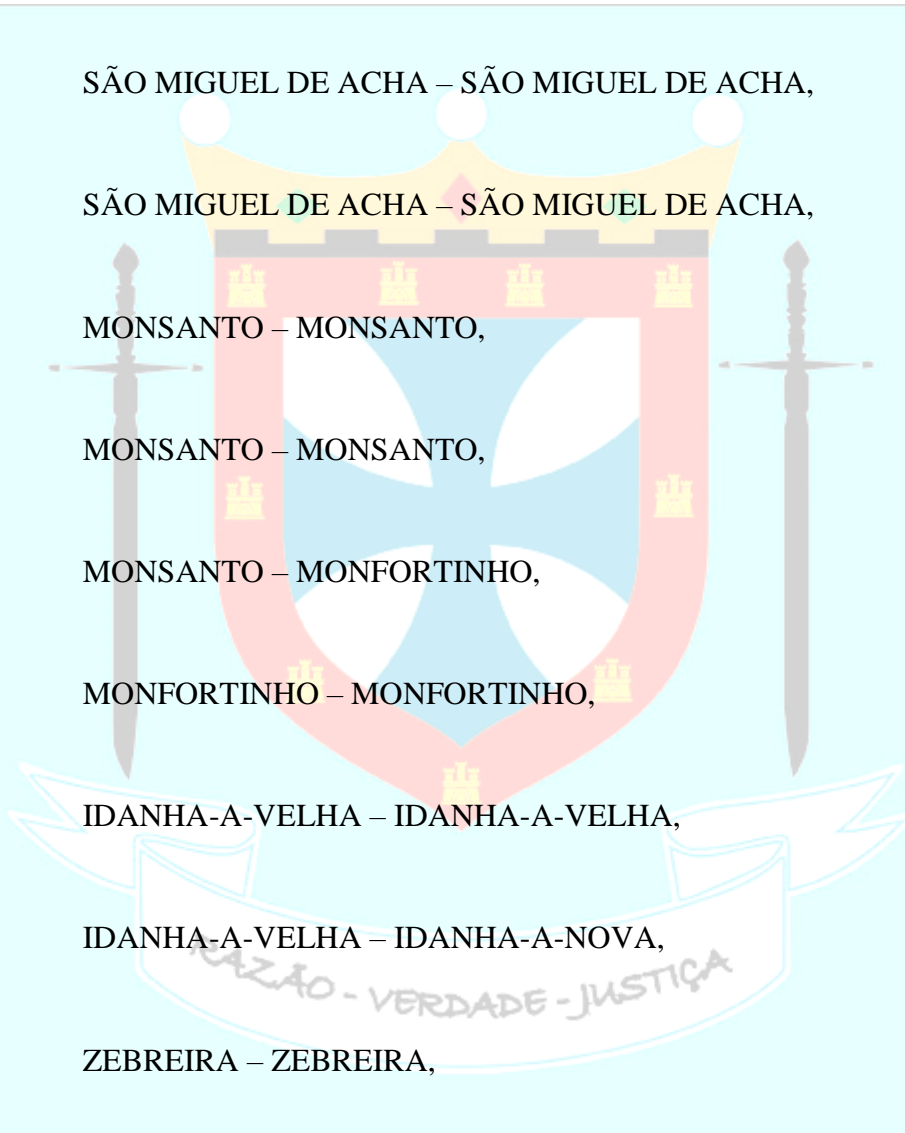 SÃO MIGUEL DE ACHA – SÃO MIGUEL DE ACHA,
SÃO MIGUEL DE ACHA – SÃO MIGUEL DE ACHA,
MONSANTO – MONSANTO,
MONSANTO – MONSANTO,
MONSANTO – MONFORTINHO,
MONFORTINHO – MONFORTINHO,
IDANHA-A-VELHA – IDANHA-A-VELHA,
IDANHA-A-VELHA – IDANHA-A-NOVA,
RAZÃO - VERDADE - JUSTIÇA
ZEBREIRA – ZEBREIRA,